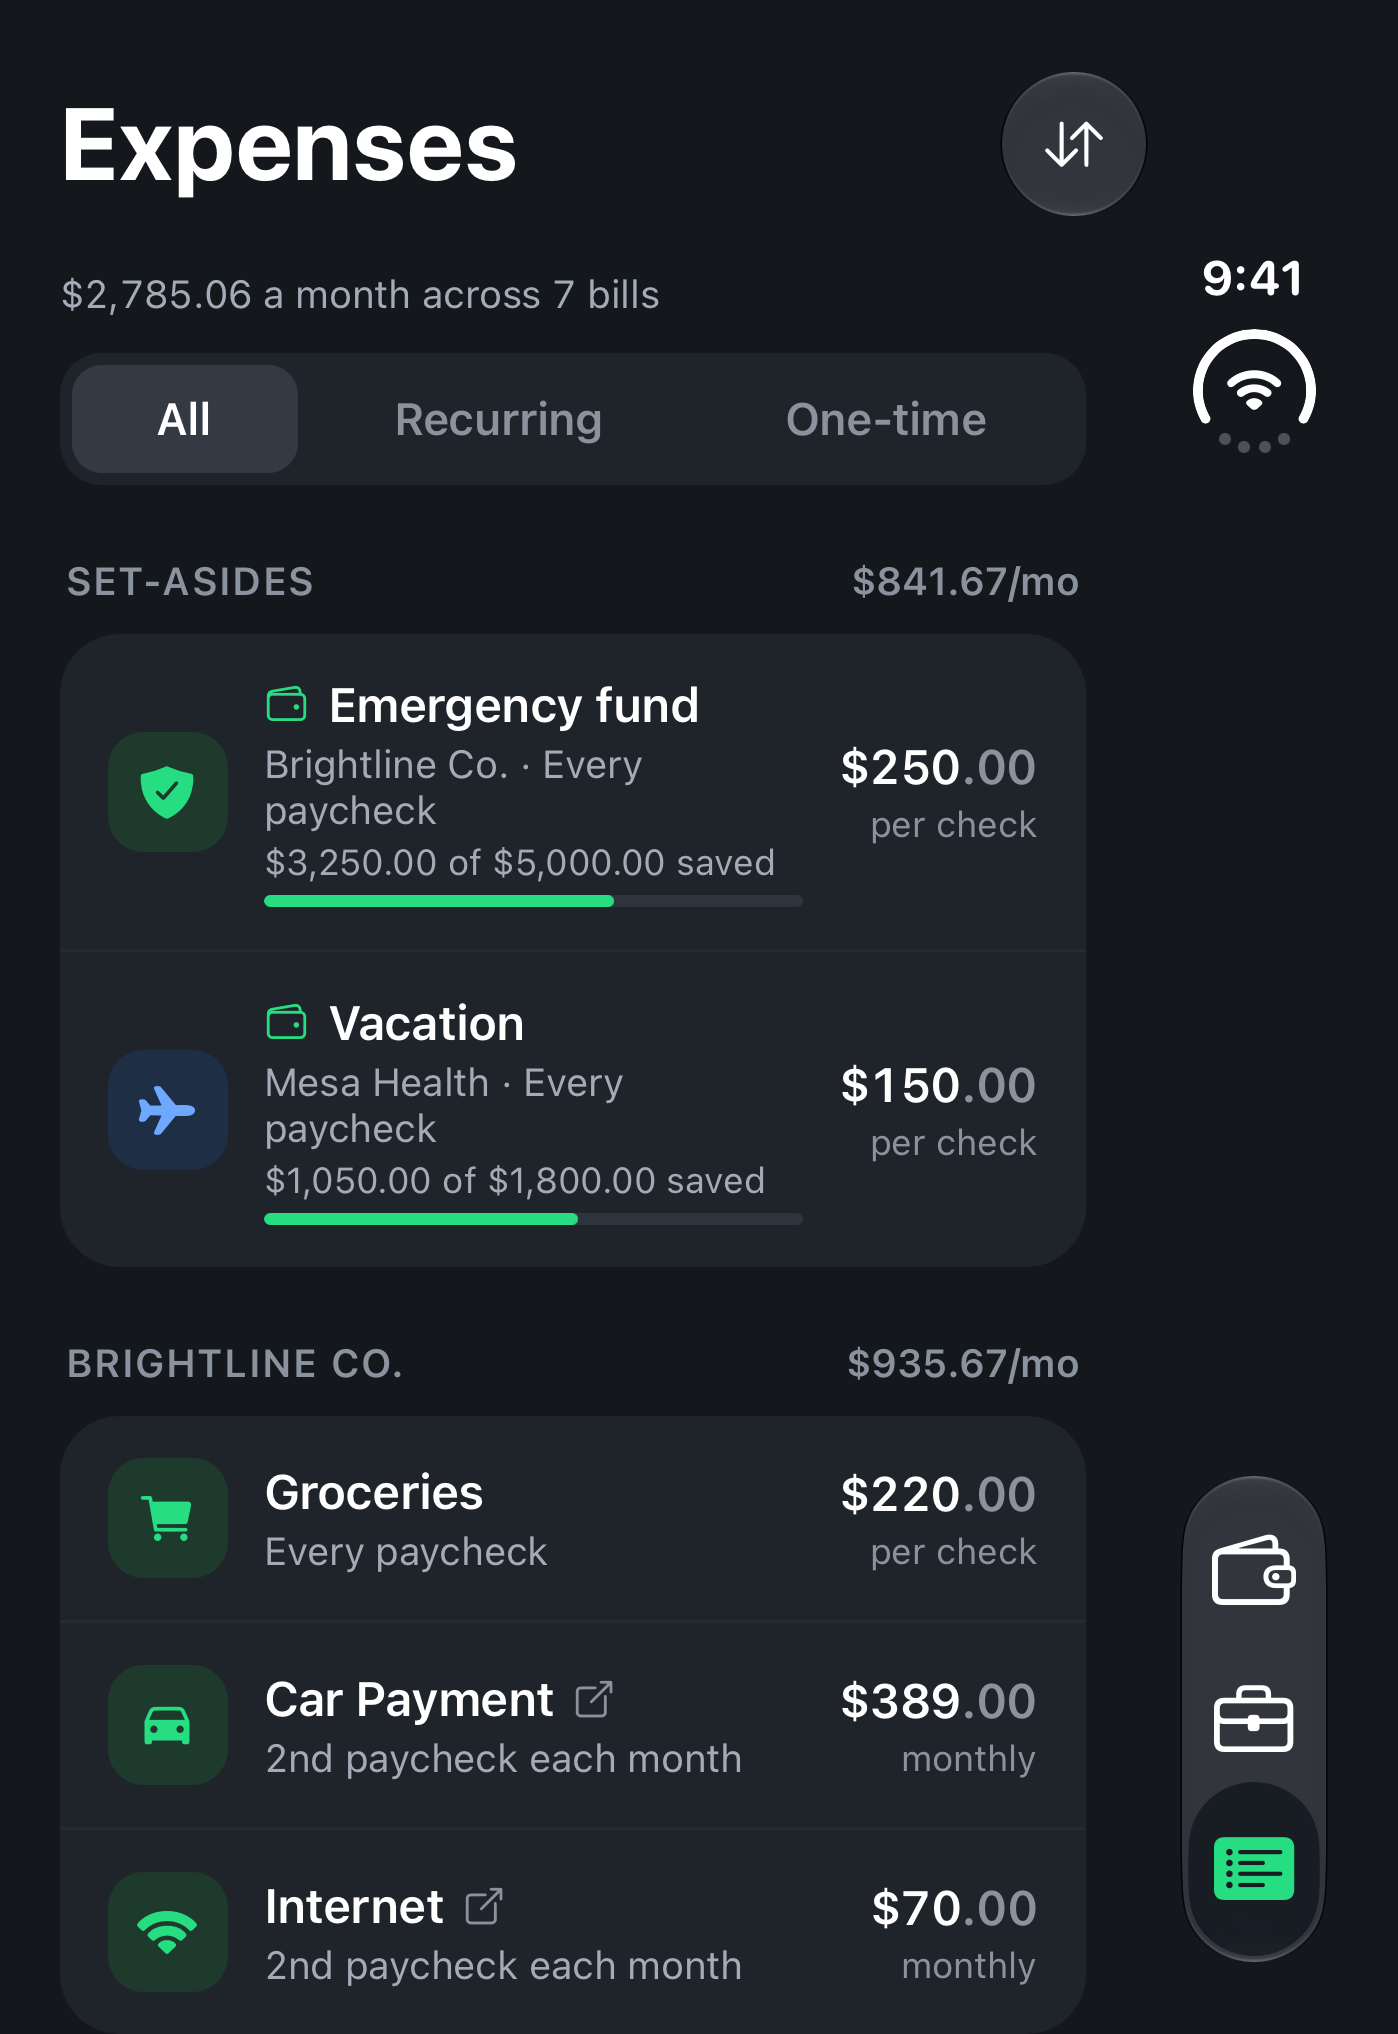 Expenses
9:41
$2,785.06 a month across 7 bills
All Recurring One-time
SET-ASIDES $841.67/mo
Emergency fund
Brightline Co. · Every
paycheck
$3,250.00 of $5,000.00 saved
$250.00
per check
Vacation
Mesa Health · Every
paycheck
$1,050.00 of $1,800.00 saved
$150.00
per check
BRIGHTLINE CO. $935.67/mo
Groceries $220.00
Every paycheck per check
Car Payment $389.00
2nd paycheck each month monthly
Internet $70.00
2nd paycheck each month monthly